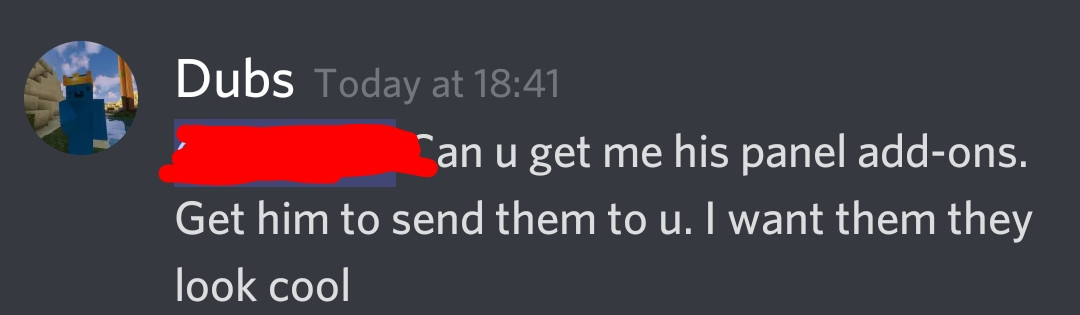 Dubs Today at 18:41
Can u get me his panel add-ons.
Get him to send them to u. I want them they
look cool